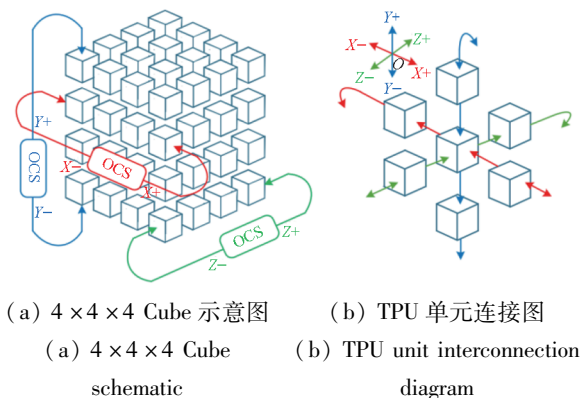 Y+
OCS
Y−
X−
OCS
X+
Z−
OCS
Z+
Y+
X−
Z+
O
Z−
X+
Y−
(a) 4×4×4 Cube 示意图
(b) TPU 单元连接图
(a) 4×4×4 Cube
schematic
(b) TPU unit interconnection
diagram